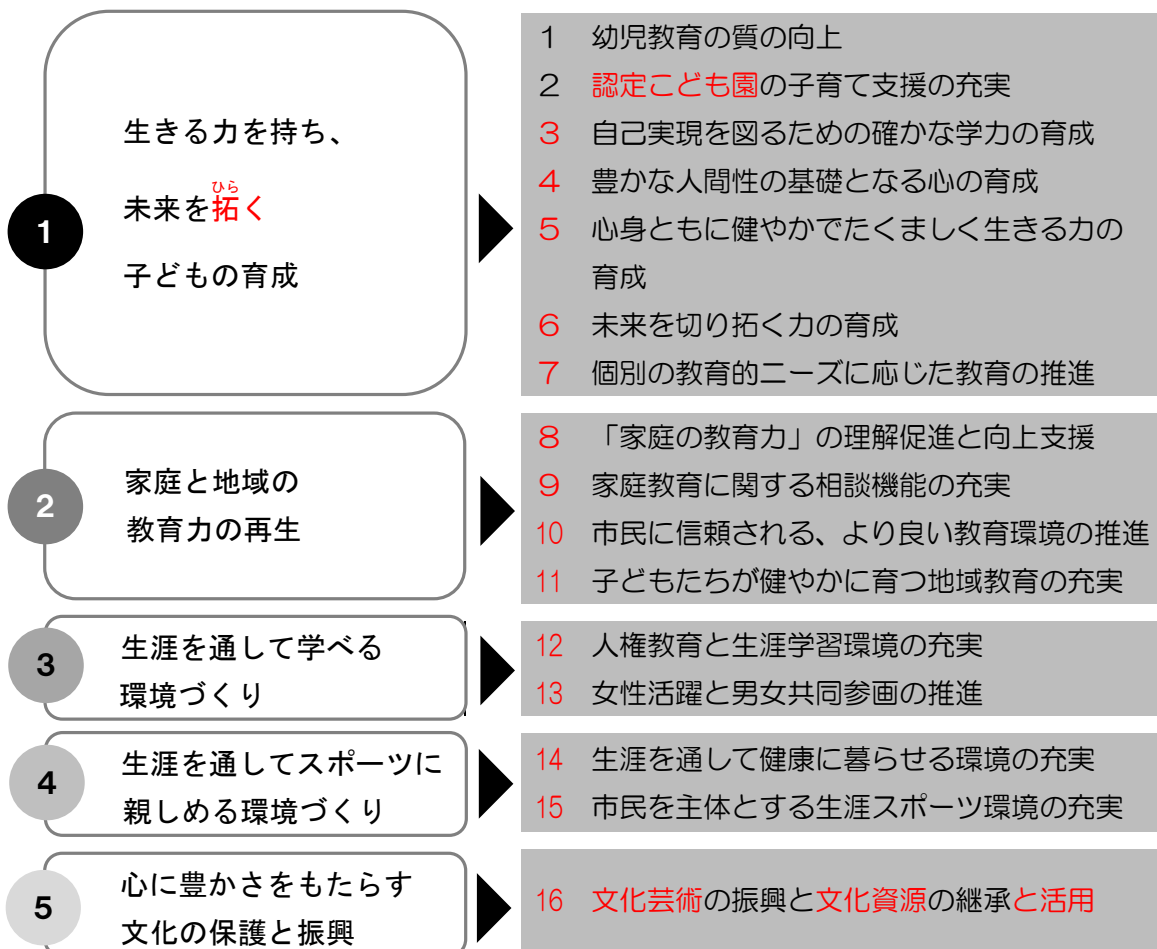 1
生きる力を持ち、
ひら
未来を拓く
子どもの育成
1 幼児教育の質の向上
2 認定こども園の子育て支援の充実
3 自己実現を図るための確かな学力の育成
4 豊かな人間性の基礎となる心の育成
5 心身ともに健やかでたくましく生きる力の
育成
6 未来を切り拓く力の育成
7 個別の教育的ニーズに応じた教育の推進
2
家庭と地域の
教育力の再生
8 「家庭の教育力」の理解促進と向上支援
9 家庭教育に関する相談機能の充実
10 市民に信頼される、より良い教育環境の推進
11 子どもたちが健やかに育つ地域教育の充実
3
生涯を通して学べる
環境づくり
12 人権教育と生涯学習環境の充実
13 女性活躍と男女共同参画の推進
4
生涯を通してスポーツに
親しめる環境づくり
14 生涯を通して健康に暮らせる環境の充実
15 市民を主体とする生涯スポーツ環境の充実
5
心に豊かさをもたらす
文化の保護と振興
16 文化芸術の振興と文化資源の継承と活用